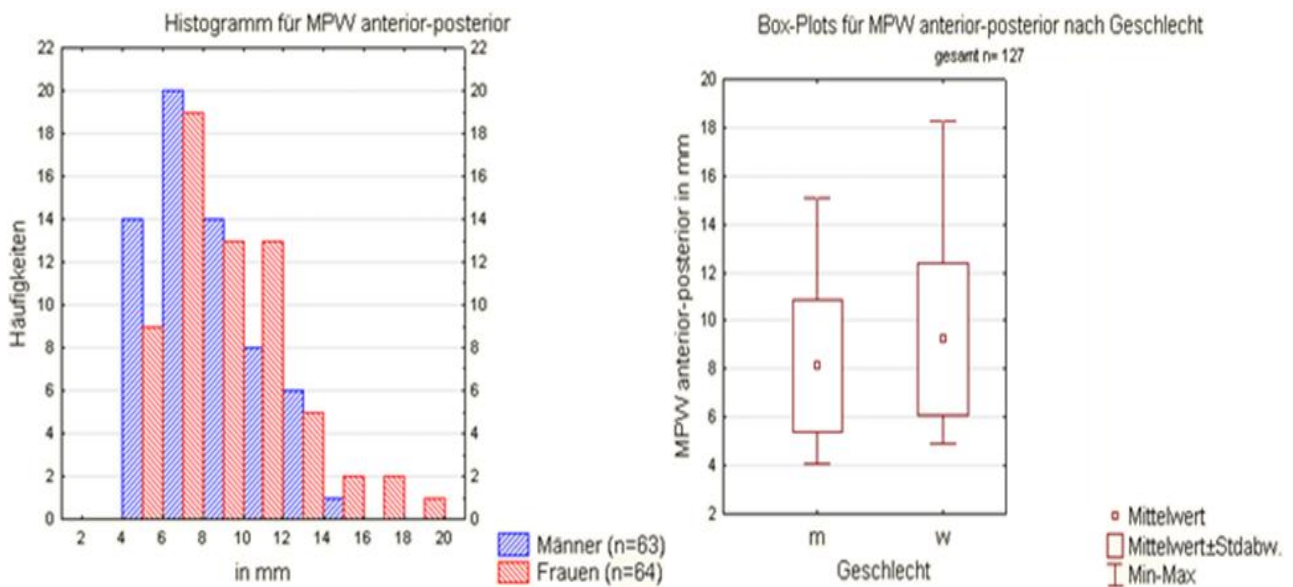 Histogramm für MPW anterior-posterior
22 22
20 20
18 18
16 16
14 14
12 12
10 10
8 8
6 6
4 4
2 2
0 0
Häufigkeiten
2 4 6 8 10 12 14 16 18 20
in mm
Männer (n=63)
Frauen (n=64)
Box-Plots für MPW anterior-posterior nach Geschlecht
gesamt n= 127
20
18
16
14
12
10
8
6
4
2
MPW anterior-posterior in mm
m w
Geschlecht
Mittelwert
Mittelwert±Stdabw.
Min-Max